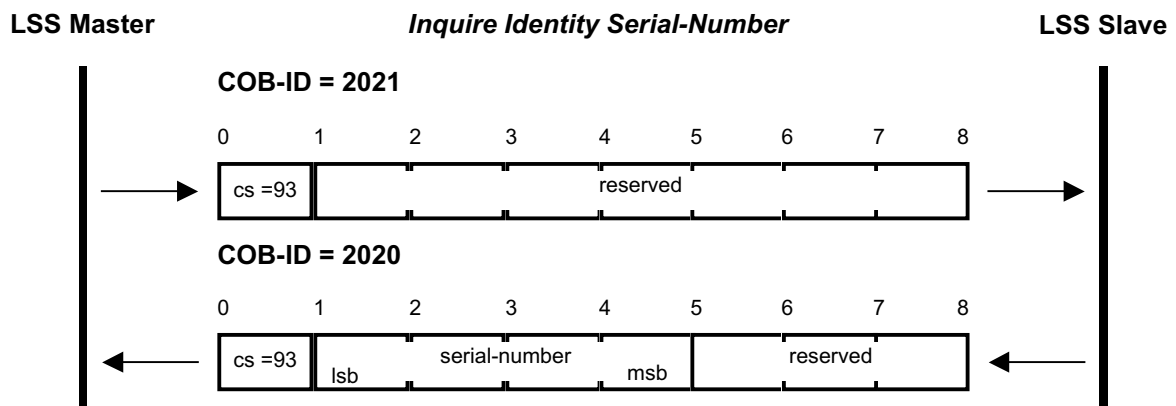 LSS Master Inquire Identity Serial-Number LSS Slave
COB-ID = 2021
0 1 2 3 4 5 6 7 8
cs =93 reserved
COB-ID = 2020
0 1 2 3 4 5 6 7 8
cs =93 lsb serial-number msb reserved